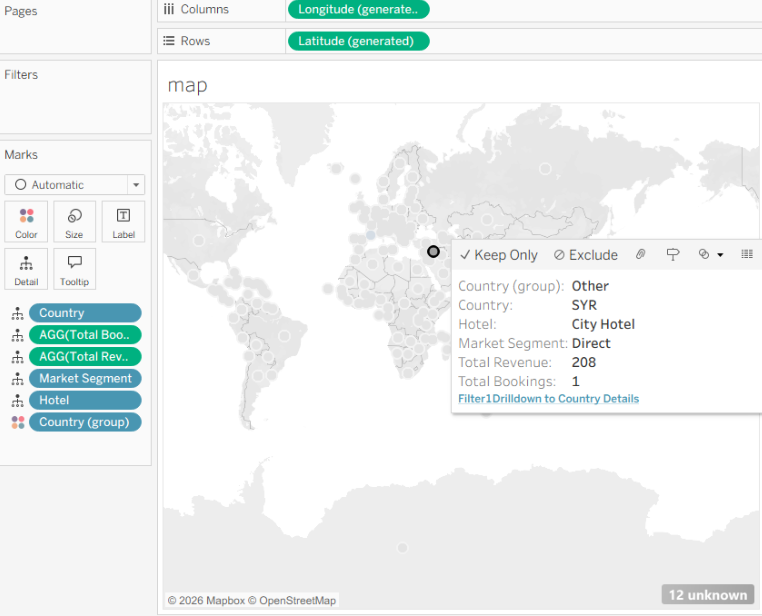 Pages
Columns
Longitude (generate..
Rows
Latitude (generated)
Filters
map
Marks
Automatic
Color
Size
Label
Detail
Tooltip
Country
AGG(Total Boo..
AGG(Total Rev..
Market Segment
Hotel
Country (group)
Keep Only
Exclude
Country (group): Other
Country: SYR
Hotel: City Hotel
Market Segment: Direct
Total Revenue: 208
Total Bookings: 1
Filter1Drilldown to Country Details
© 2026 Mapbox © OpenStreetMap
12 unknown